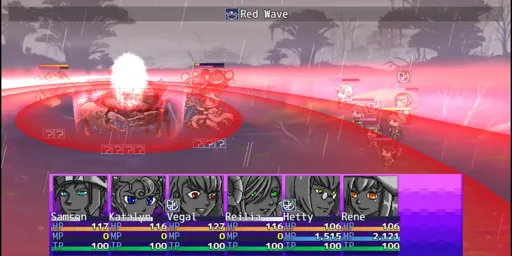 Red Wave
? ?
? ? ? ?
? ? ?
Samson Katalyn Vegal Reilia Hetty Rene
HP 117 HP 116 HP 127 HP 116 HP 106 HP 106
MP 0 MP 0 MP 0 MP 0 MP 1,515 MP 2,121
TP 100 TP 100 TP 100 TP 100 TP 100 TP 100